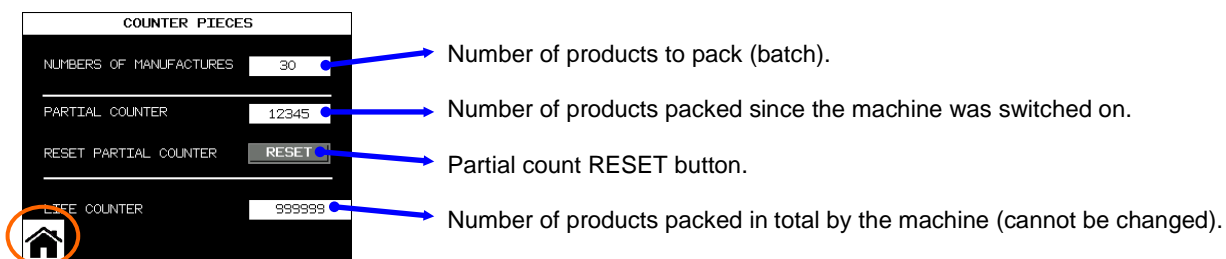 COUNTER PIECES
NUMBERS OF MANUFACTURES 30
Number of products to pack (batch).
PARTIAL COUNTER 12345
Number of products packed since the machine was switched on.
RESET PARTIAL COUNTER RESET
Partial count RESET button.
LIFE COUNTER 999999
Number of products packed in total by the machine (cannot be changed).